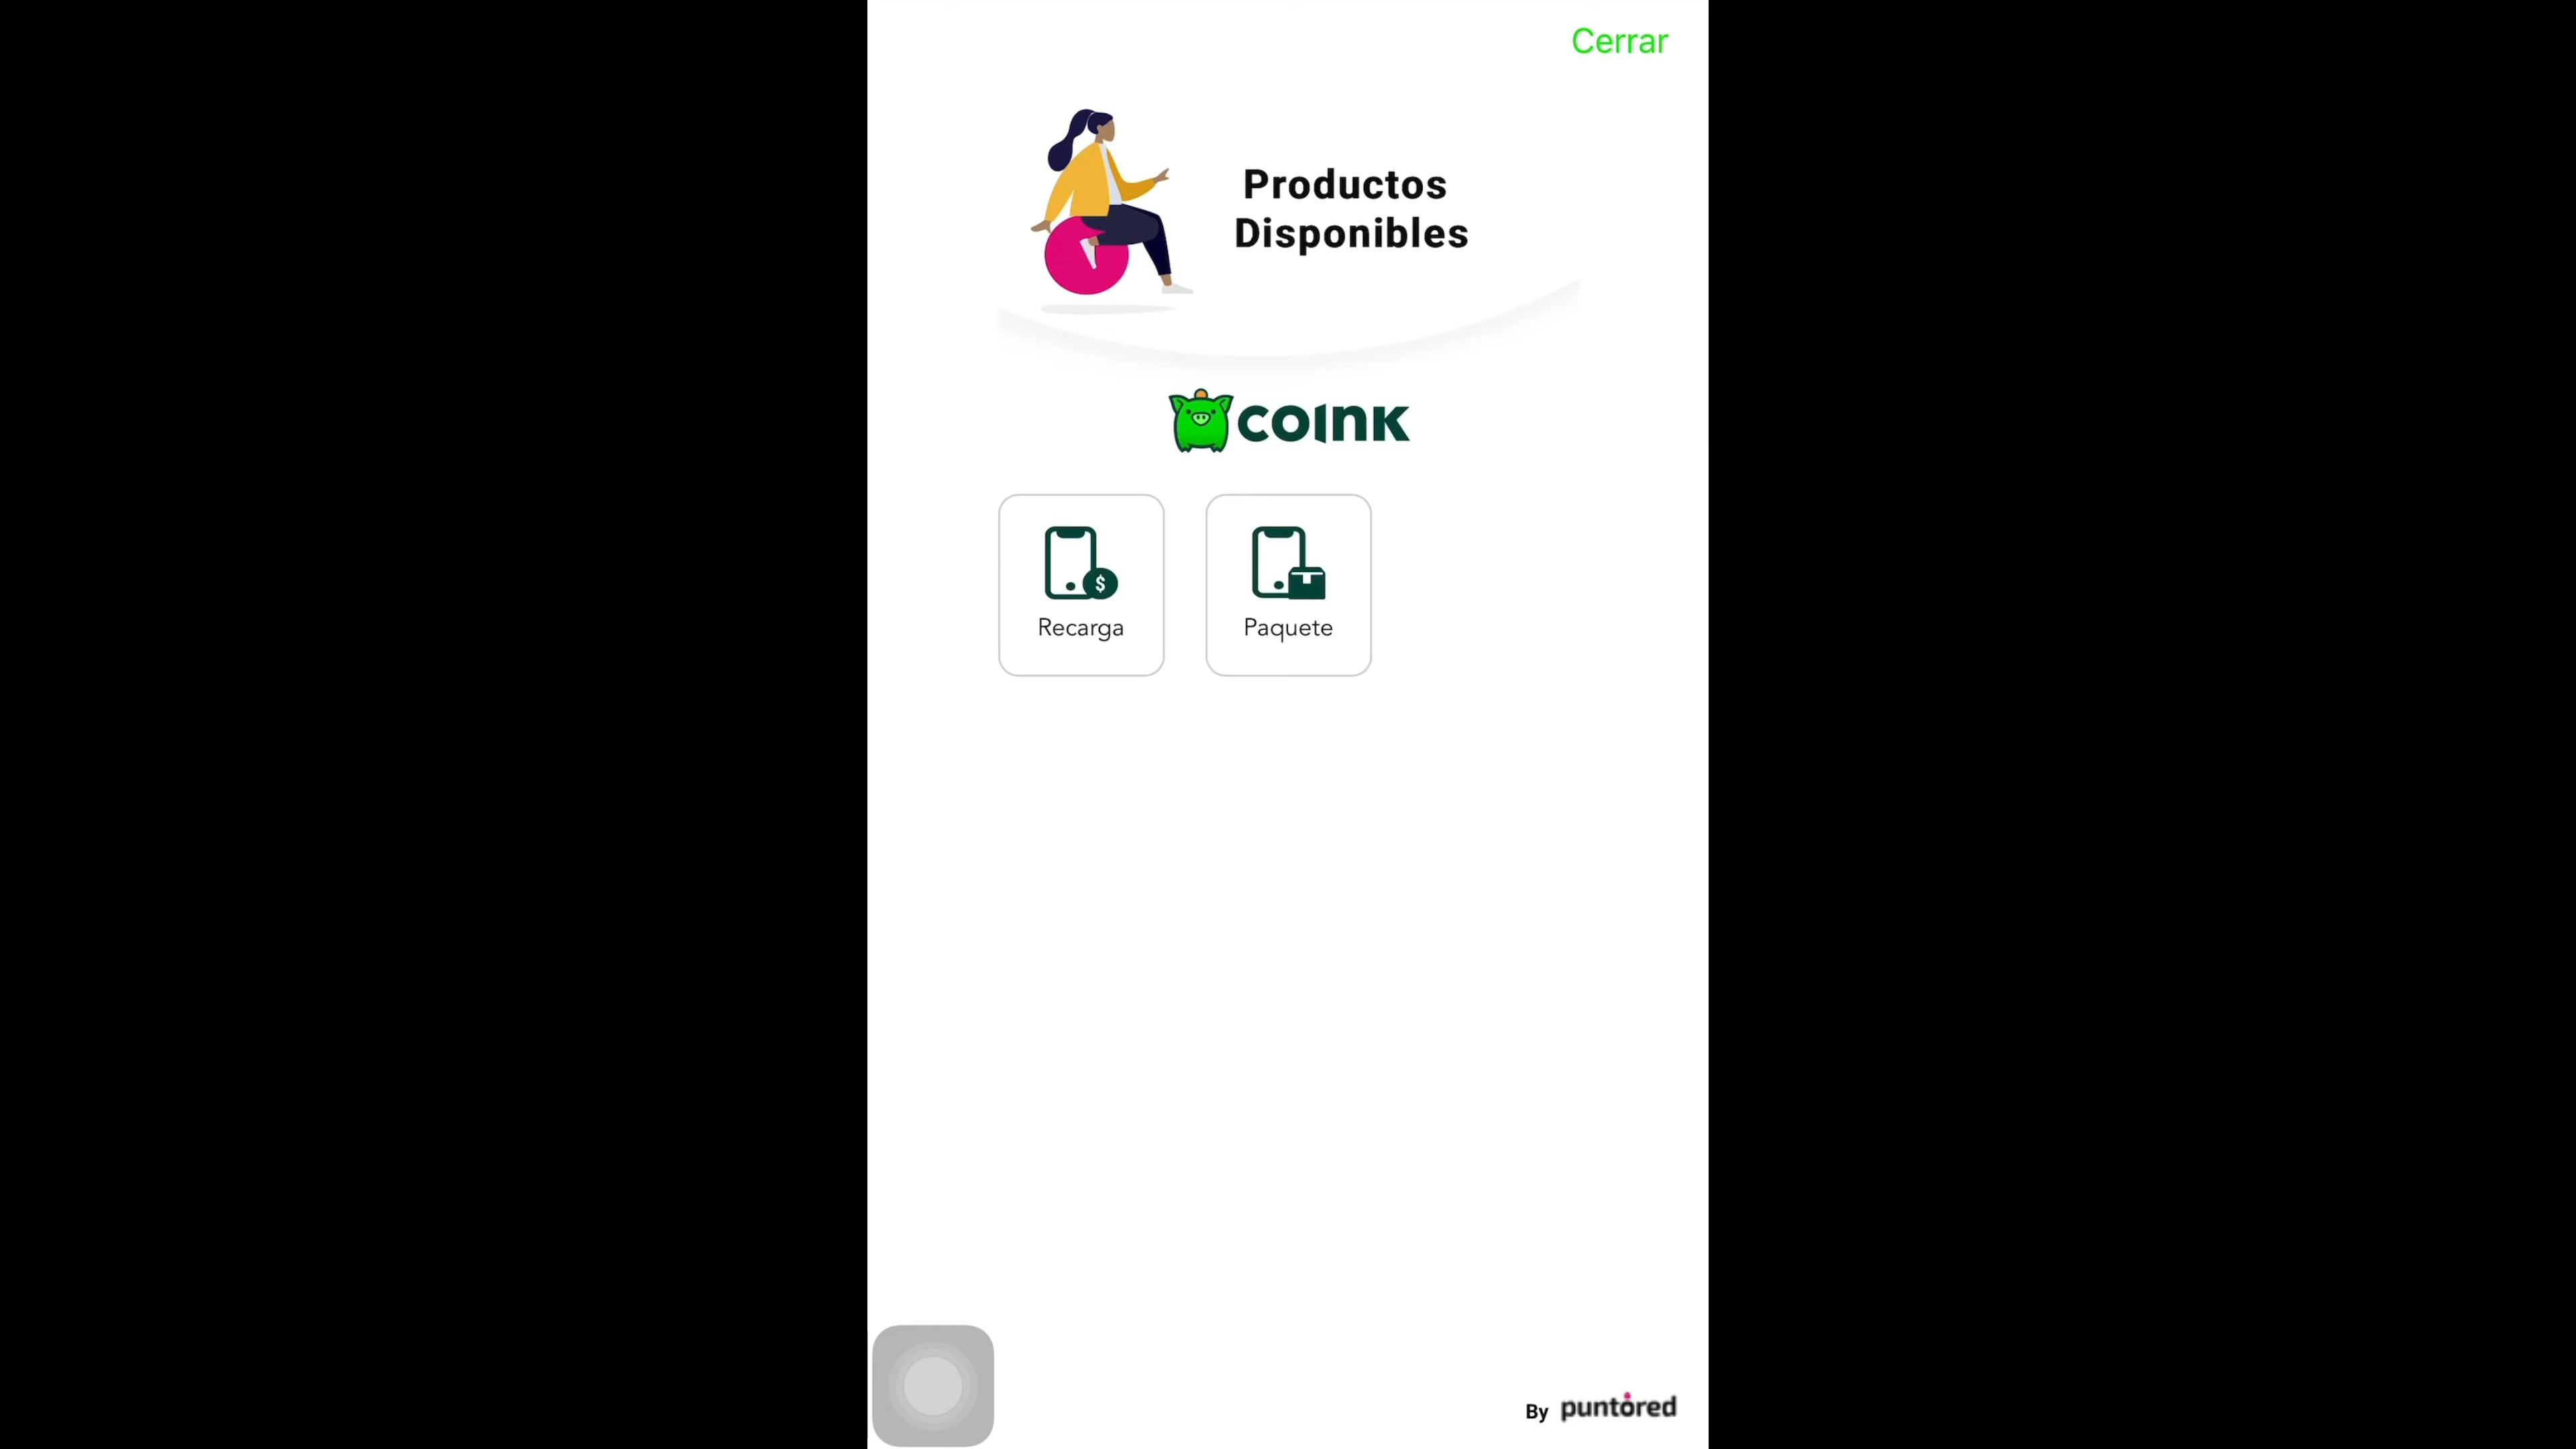 Cerrar
Productos
Disponibles
coink
$
Recarga
Paquete
By puntored